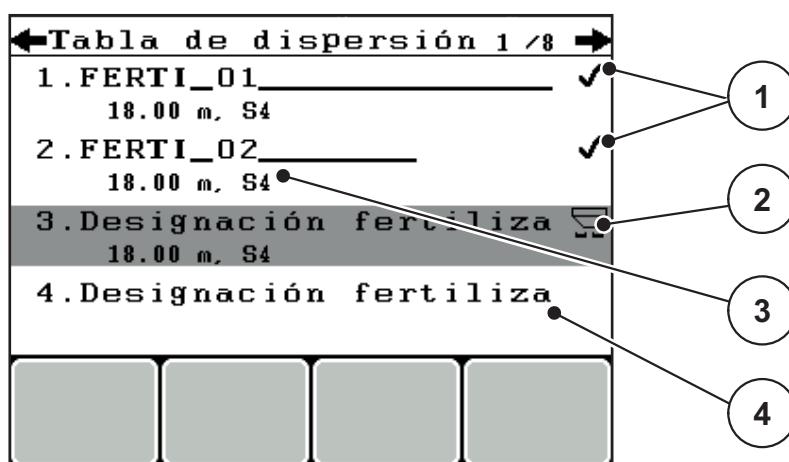 Tabla de dispersión 1/8
1.FERTI_01
18.00 m, S4
2.FERTI_02
18.00 m, S4
3.Designación fertiliza
18.00 m, S4
4.Designación fertiliza
1
2
3
4